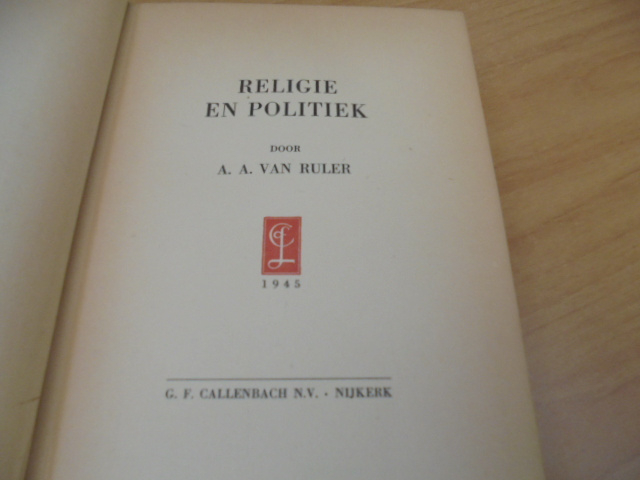 RELIGIE
EN POLITIEK
DOOR
A. A. VAN RULER
1945
G. F. CALLENBACH N.V. · NIJKERK